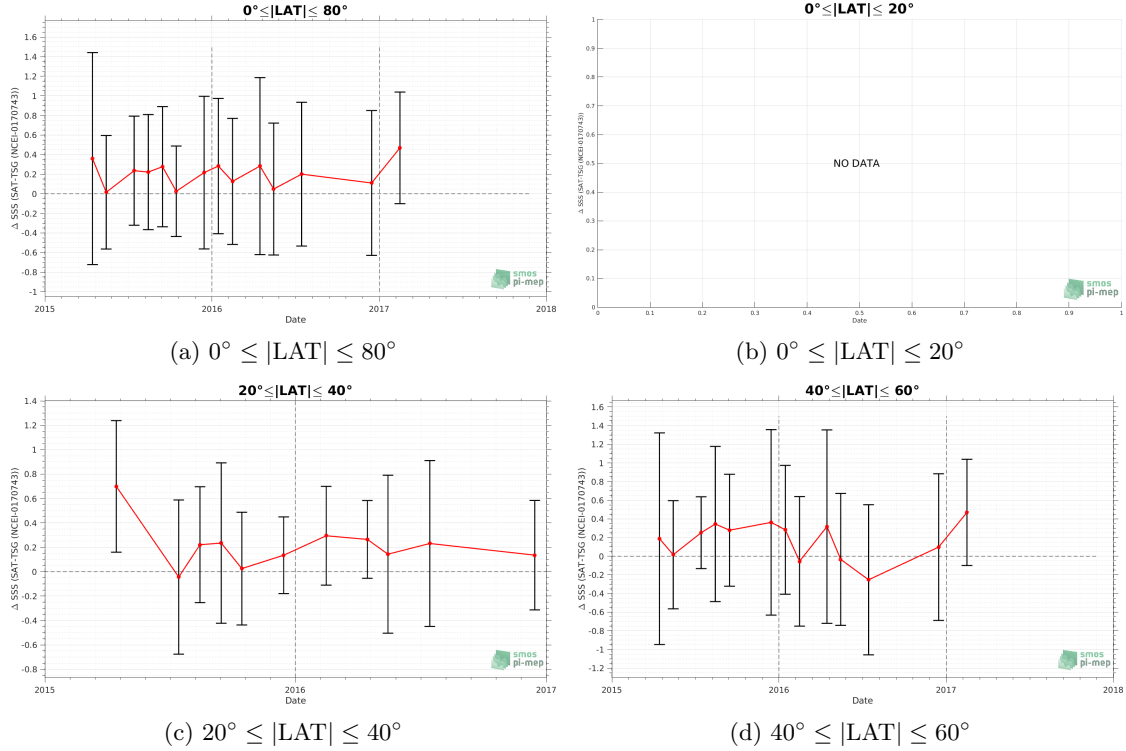 0°≤|LAT|≤ 80°
Δ SSS (SAT-TSG (NCEI-0170743))
1.6
1.4
1.2
1
0.8
0.6
0.4
0.2
0
-0.2
-0.4
-0.6
-0.8
-1
2015
2016
2017
2018
Date
smos
pi-mep
(a) 0° ≤ |LAT| ≤ 80°
0°≤|LAT|≤ 20°
Δ SSS (SAT-TSG (NCEI-0170743))
1
0.9
0.8
0.7
0.6
0.5
0.4
0.3
0.2
0.1
0
NO DATA
0
0.1
0.2
0.3
0.4
0.5
0.6
0.7
0.8
0.9
1
Date
smos
pi-mep
(b) 0° ≤ |LAT| ≤ 20°
20°≤|LAT|≤ 40°
Δ SSS (SAT-TSG (NCEI-0170743))
1.4
1.2
1
0.8
0.6
0.4
0.2
0
-0.2
-0.4
-0.6
-0.8
2015
2016
2017
Date
smos
pi-mep
(c) 20° ≤ |LAT| ≤ 40°
40°≤|LAT|≤ 60°
Δ SSS (SAT-TSG (NCEI-0170743))
1.6
1.4
1.2
1
0.8
0.6
0.4
0.2
0
-0.2
-0.4
-0.6
-0.8
-1
-1.2
2015
2016
2017
2018
Date
smos
pi-mep
(d) 40° ≤ |LAT| ≤ 60°